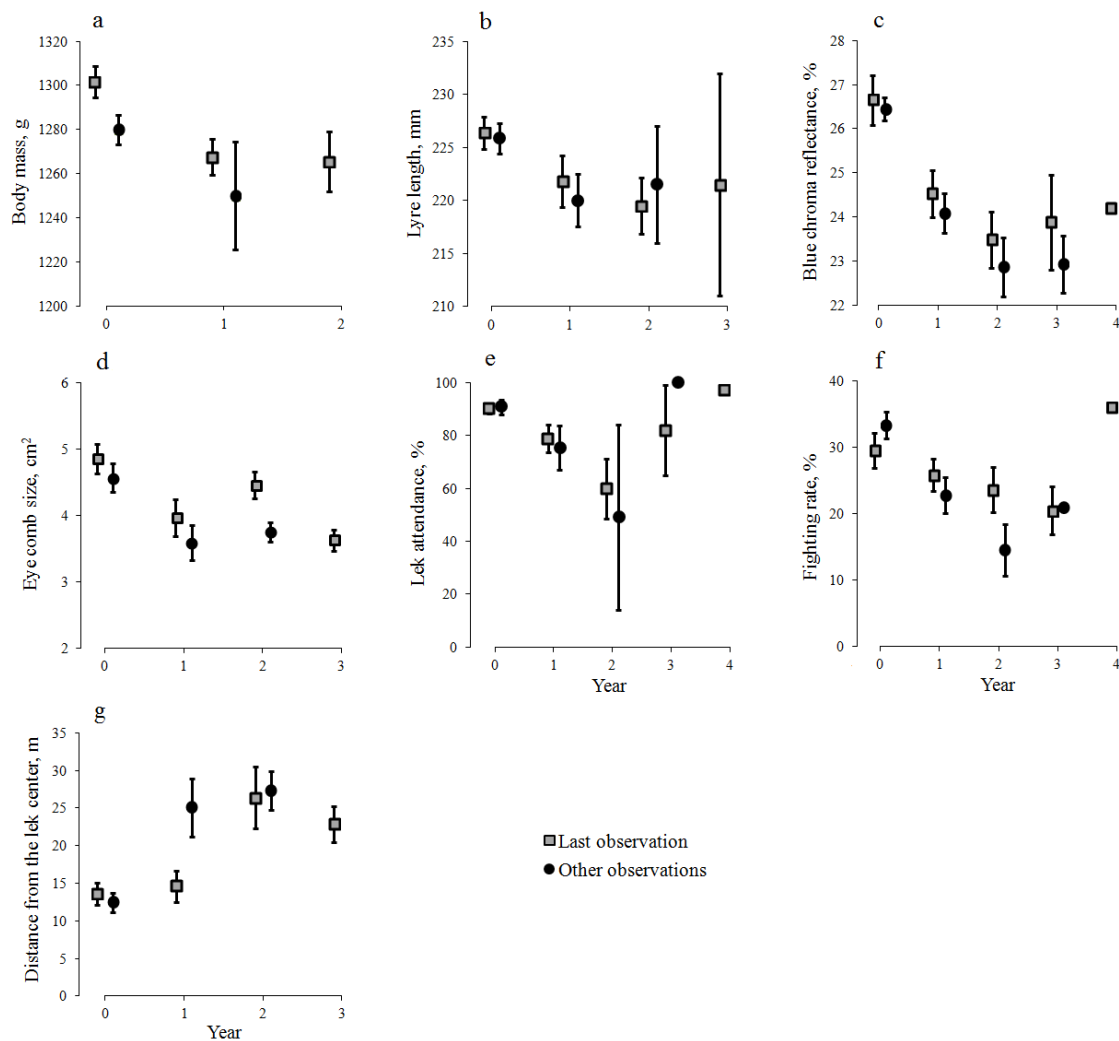 a
Body mass, g
1320
1300
1280
1260
1240
1220
1200
0 1 2
b
Lyre length, mm
230
225
220
215
210
0 1 2 3
c
Blue chroma reflectance, %
28
27
26
25
24
23
22
0 1 2 3 4
d
Eye comb size, cm²
6
5
4
3
2
0 1 2 3
e
Lek attendance, %
100
80
60
40
20
0
0 1 2 3 4
Year
f
Fighting rate, %
40
30
20
10
0
0 1 2 3 4
Year
g
Distance from the lek center, m
35
30
25
20
15
10
5
0
0 1 2 3
Year
Last observation
Other observations